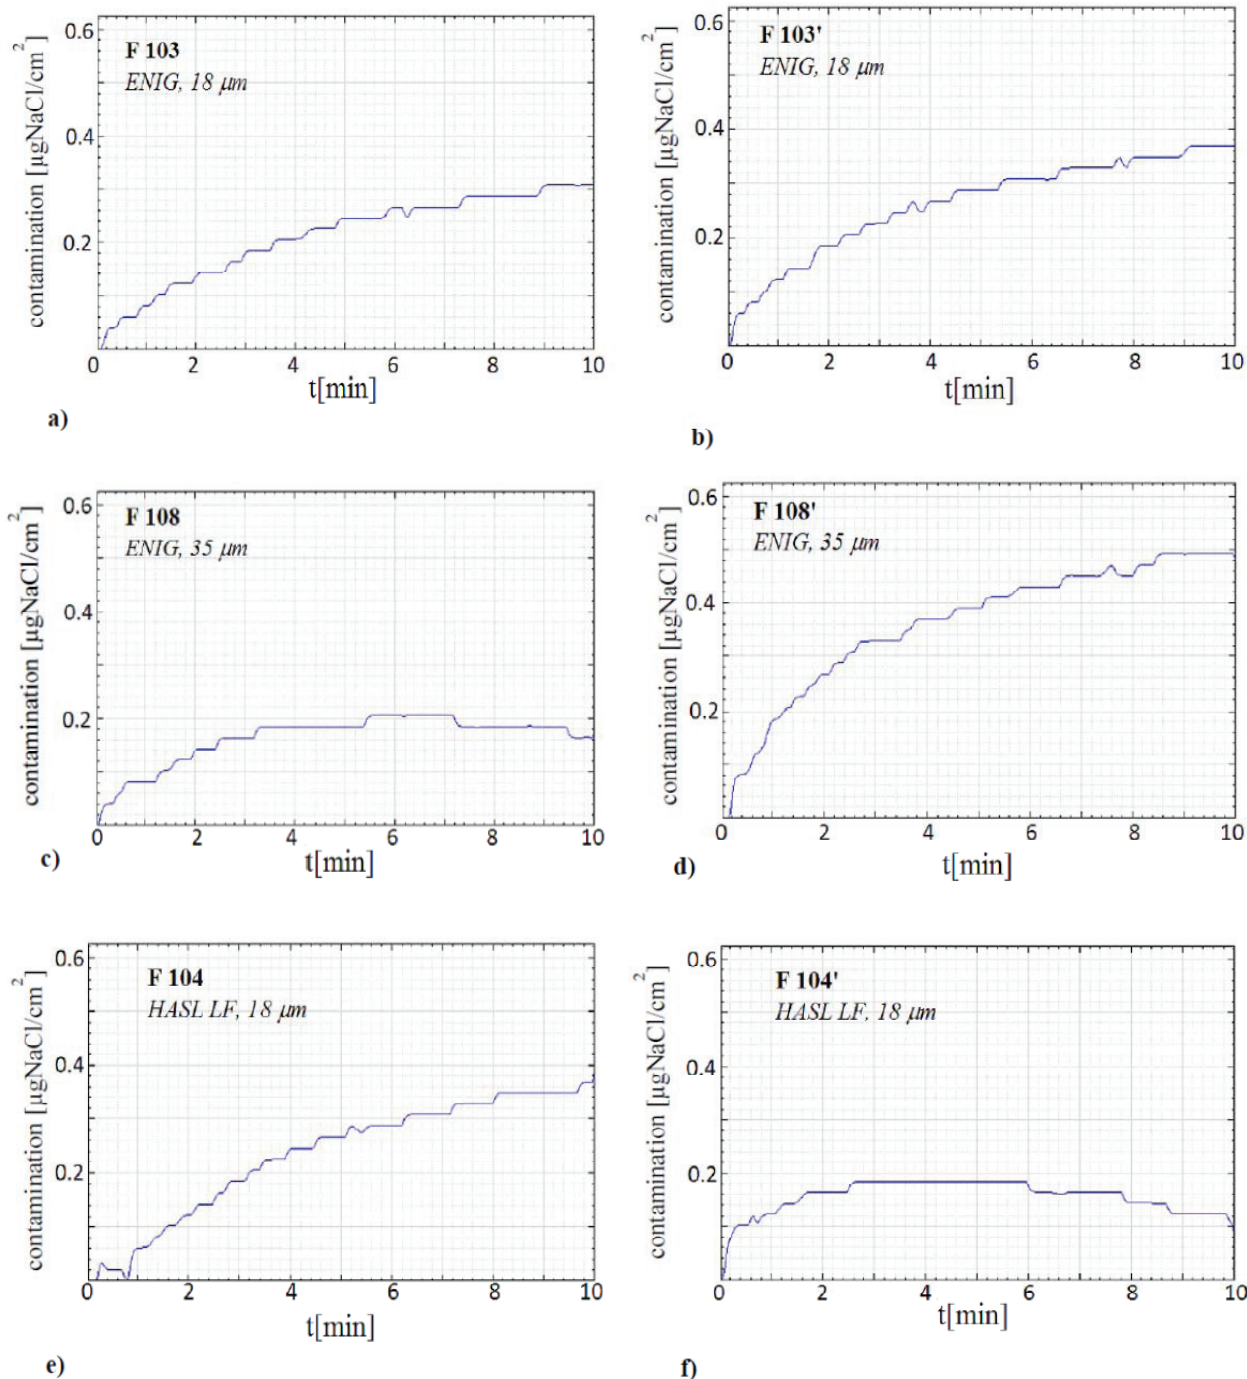 0.6
F 103
ENIG, 18 μm
0.4
0.2
contamination [μgNaCl/cm2]
0 2 4 6 8 10
t[min]
a)
0.6
F 103'
ENIG, 18 μm
0.4
0.2
contamination [μgNaCl/cm2]
0 2 4 6 8 10
t[min]
b)
0.6
F 108
ENIG, 35 μm
0.4
0.2
contamination [μgNaCl/cm2]
0 2 4 6 8 10
t[min]
c)
0.6
F 108'
ENIG, 35 μm
0.4
0.2
contamination [μgNaCl/cm2]
0 2 4 6 8 10
t[min]
d)
0.6
F 104
HASL LF, 18 μm
0.4
0.2
contamination [μgNaCl/cm2]
0 2 4 6 8 10
t[min]
e)
0.6
F 104'
HASL LF, 18 μm
0.4
0.2
contamination [μgNaCl/cm2]
0 2 4 6 8 10
t[min]
f)